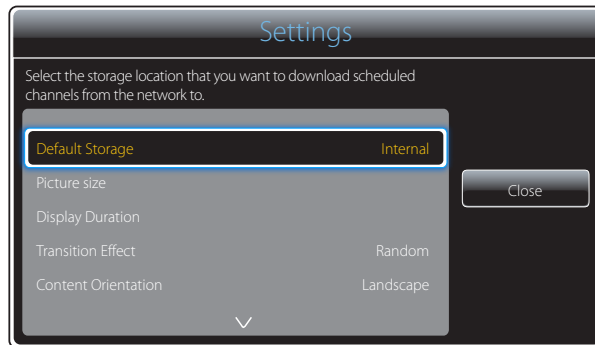 Settings
Select the storage location that you want to download scheduled
channels from the network to.
Default Storage Internal
Picture size
Close
Display Duration
Transition Effect Random
Content Orientation Landscape